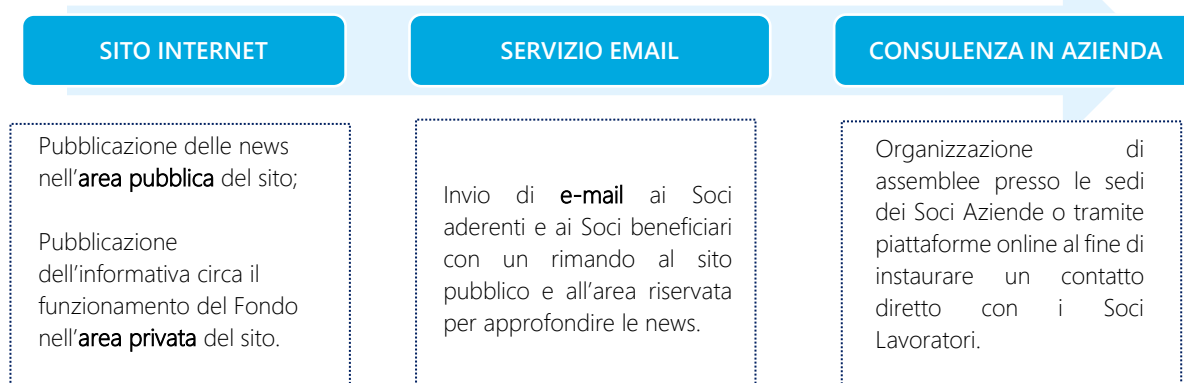 SITO INTERNET
SERVIZIO EMAIL
CONSULENZA IN AZIENDA
Pubblicazione delle news
nell'area pubblica del sito;
Pubblicazione
dell'informativa circa il
funzionamento del Fondo
nell'area privata del sito.
Invio di e-mail ai Soci
aderenti e ai Soci beneficiari
con un rimando al sito
pubblico e all'area riservata
per approfondire le news.
Organizzazione di
assemblee presso le sedi
dei Soci Aziende o tramite
piattaforme online al fine di
instaurare un contatto
diretto con i Soci
Lavoratori.